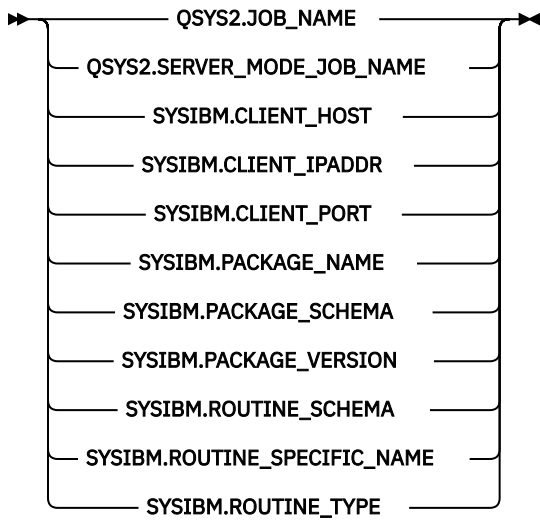 QSYS2.JOB_NAME
QSYS2.SERVER_MODE_JOB_NAME
SYSIBM.CLIENT_HOST
SYSIBM.CLIENT_IPADDR
SYSIBM.CLIENT_PORT
SYSIBM.PACKAGE_NAME
SYSIBM.PACKAGE_SCHEMA
SYSIBM.PACKAGE_VERSION
SYSIBM.ROUTINE_SCHEMA
SYSIBM.ROUTINE_SPECIFIC_NAME
SYSIBM.ROUTINE_TYPE